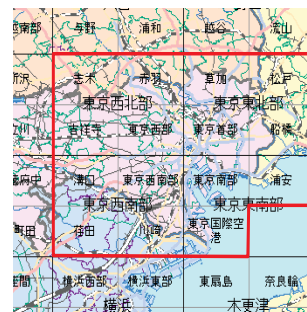 越南部 与野 浦和 越谷 流山
所沢 志木 赤羽 草加 松戸
東京西北部 東京東北部
吉祥寺 東京西部 東京首部 船橋
府中 溝口 東京西南部 東京南部 浦安
東京西南部 東京東南部
町田 荏田 川崎 東京国際空
港
横浜西部 横浜東部 東扇島 奈良輪
横浜 木更津